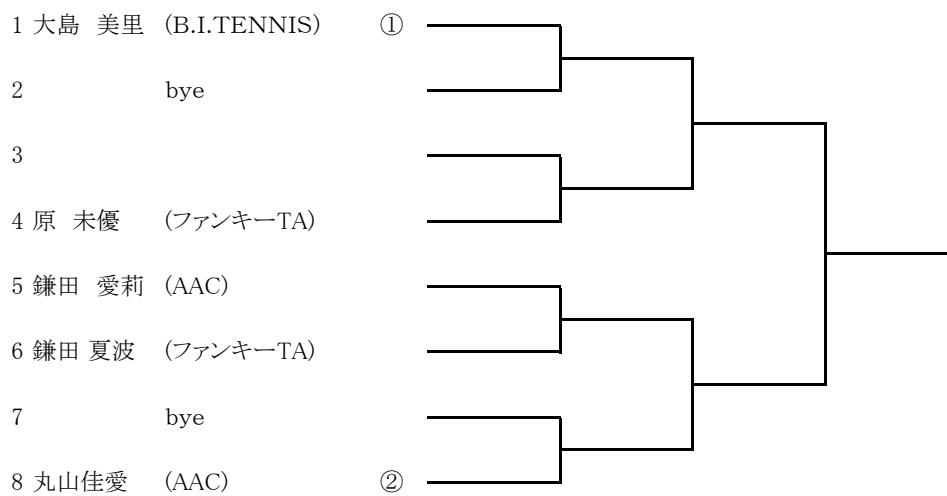 1 大島 美里 (B.I.TENNIS) ①
2 bye
3
4 原 未優 (ファンキーTA)
5 鎌田 愛莉 (AAC)
6 鎌田 夏波 (ファンキーTA)
7 bye
8 丸山佳愛 (AAC) ②